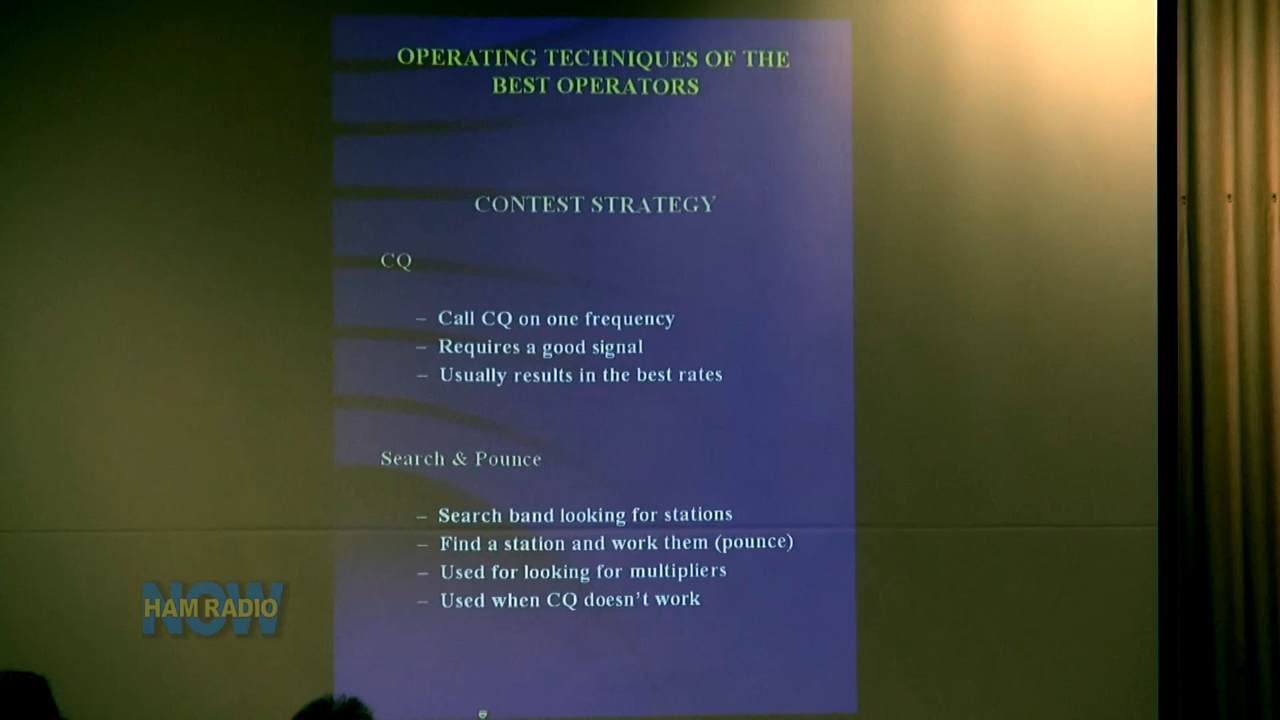 OPERATING TECHNIQUES OF THE
BEST OPERATORS
CONTEST STRATEGY
CQ
– Call CQ on one frequency
– Requires a good signal
– Usually results in the best rates
Search & Pounce
– Search band looking for stations
– Find a station and work them (pounce)
– Used for looking for multipliers
– Used when CQ doesn't work
NOW
HAM RADIO